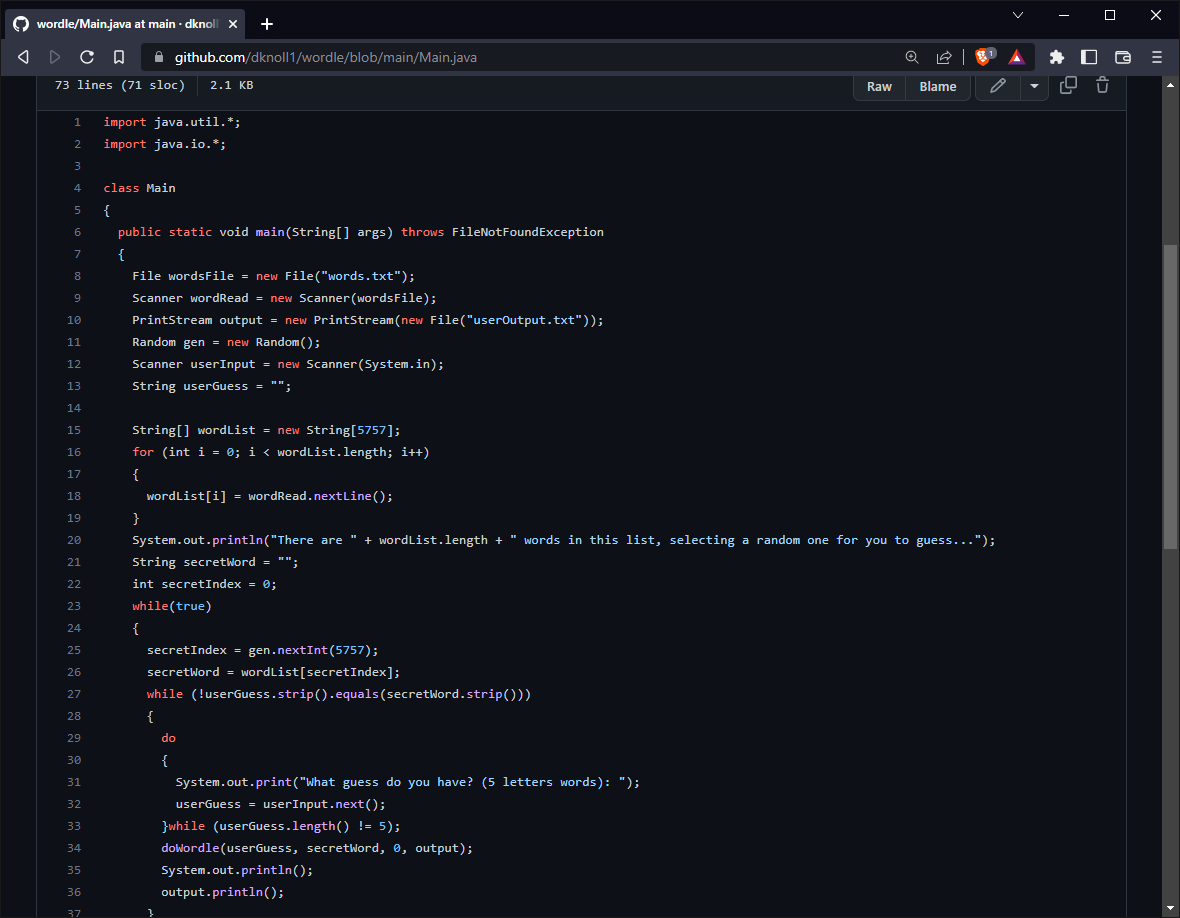 wordle/Main.java at main · dknoll
github.com/dknoll1/wordle/blob/main/Main.java
1
73 lines (71 sloc) 2.1 KB
Raw Blame
1 import java.util.*;
2 import java.io.*;
3
4 class Main
5 {
6 public static void main(String[] args) throws FileNotFoundException
7 {
8 File wordsFile = new File("words.txt");
9 Scanner wordRead = new Scanner(wordsFile);
10 PrintStream output = new PrintStream(new File("userOutput.txt"));
11 Random gen = new Random();
12 Scanner userInput = new Scanner(System.in);
13 String userGuess = "";
14
15 String[] wordList = new String[5757];
16 for (int i = 0; i < wordList.length; i++)
17 {
18 wordList[i] = wordRead.nextLine();
19 }
20 System.out.println("There are " + wordList.length + " words in this list, selecting a random one for you to guess...");
21 String secretWord = "";
22 int secretIndex = 0;
23 while(true)
24 {
25 secretIndex = gen.nextInt(5757);
26 secretWord = wordList[secretIndex];
27 while (!userGuess.strip().equals(secretWord.strip()))
28 {
29 do
30 {
31 System.out.print("What guess do you have? (5 letters words): ");
32 userGuess = userInput.next();
33 }while (userGuess.length() != 5);
34 doWordle(userGuess, secretWord, 0, output);
35 System.out.println();
36 output.println();
37 }